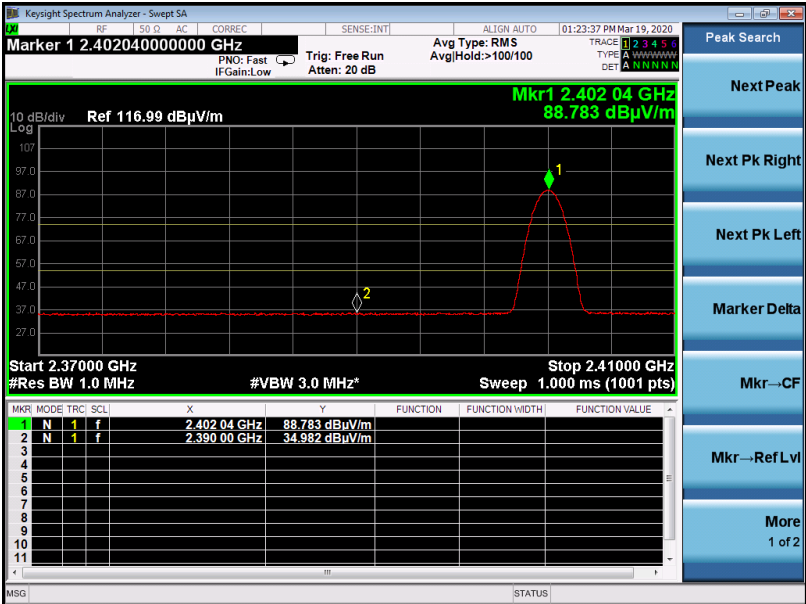 Keysight Spectrum Analyzer - Swept SA
LXI RF 50 Ω AC CORREC SENSE:INT ALIGN AUTO 01:23:37 PM Mar 19, 2020
Marker 1 2.402040000000 GHz
PNO: Fast
IFGain:Low
Trig: Free Run
Atten: 20 dB
Avg Type: RMS
Avg|Hold:>100/100
TRACE 1 2 3 4 5 6
TYPE A WWWWW
DET A N N N N N
Peak Search
Mkr1 2.402 04 GHz
88.783 dBµV/m
10 dB/div Ref 116.99 dBµV/m
Log
107
97.0
87.0
77.0
67.0
57.0
47.0
37.0
27.0
1
2
Start 2.37000 GHz Stop 2.41000 GHz
#Res BW 1.0 MHz #VBW 3.0 MHz* Sweep 1.000 ms (1001 pts)
MKR MODE TRC SCL X Y FUNCTION FUNCTION WIDTH FUNCTION VALUE
1 N 1 f 2.402 04 GHz 88.783 dBµV/m
2 N 1 f 2.390 00 GHz 34.982 dBµV/m
3
4
5
6
7
8
9
10
11
MSG STATUS
Next Peak
Next Pk Right
Next Pk Left
Marker Delta
Mkr→CF
Mkr→Ref Lvl
More
1 of 2